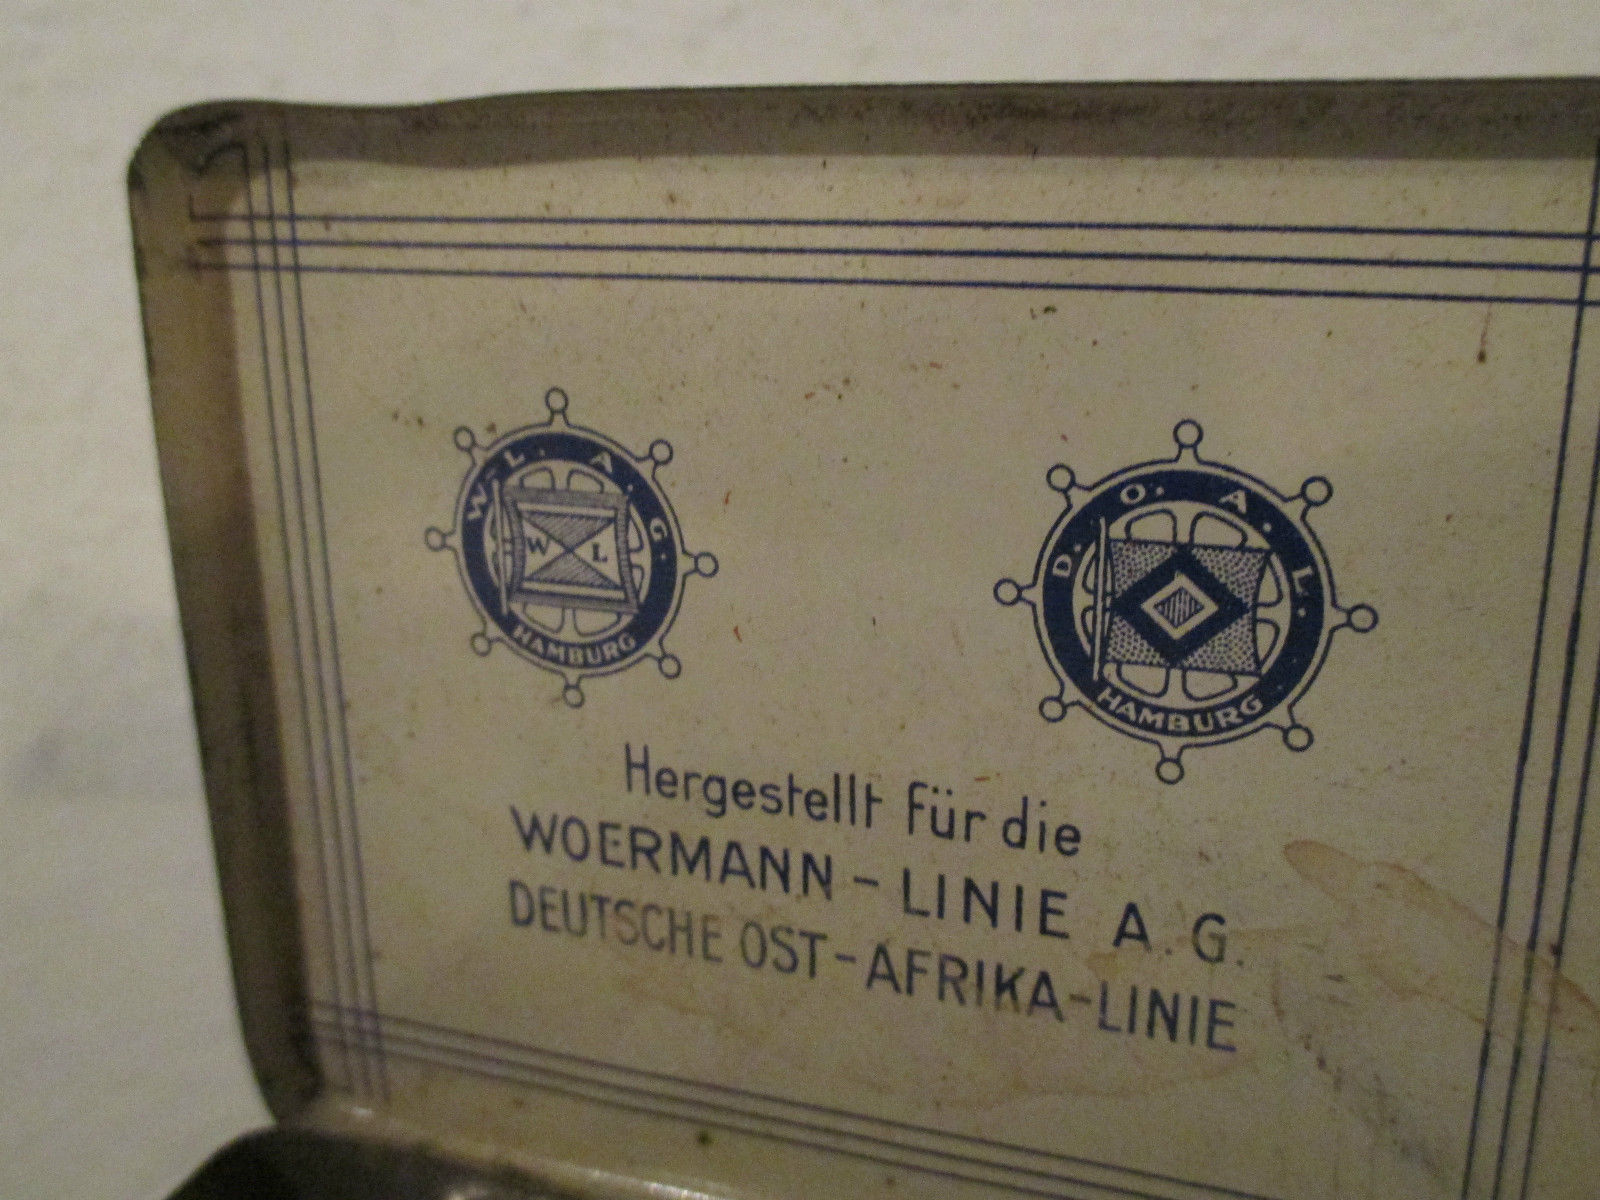 W-L. A. G.
W L
HAMBURG
D. O. A. L.
HAMBURG
Hergestellt für die
WOERMANN - LINIE A. G.
DEUTSCHE OST-AFRIKA-LINIE